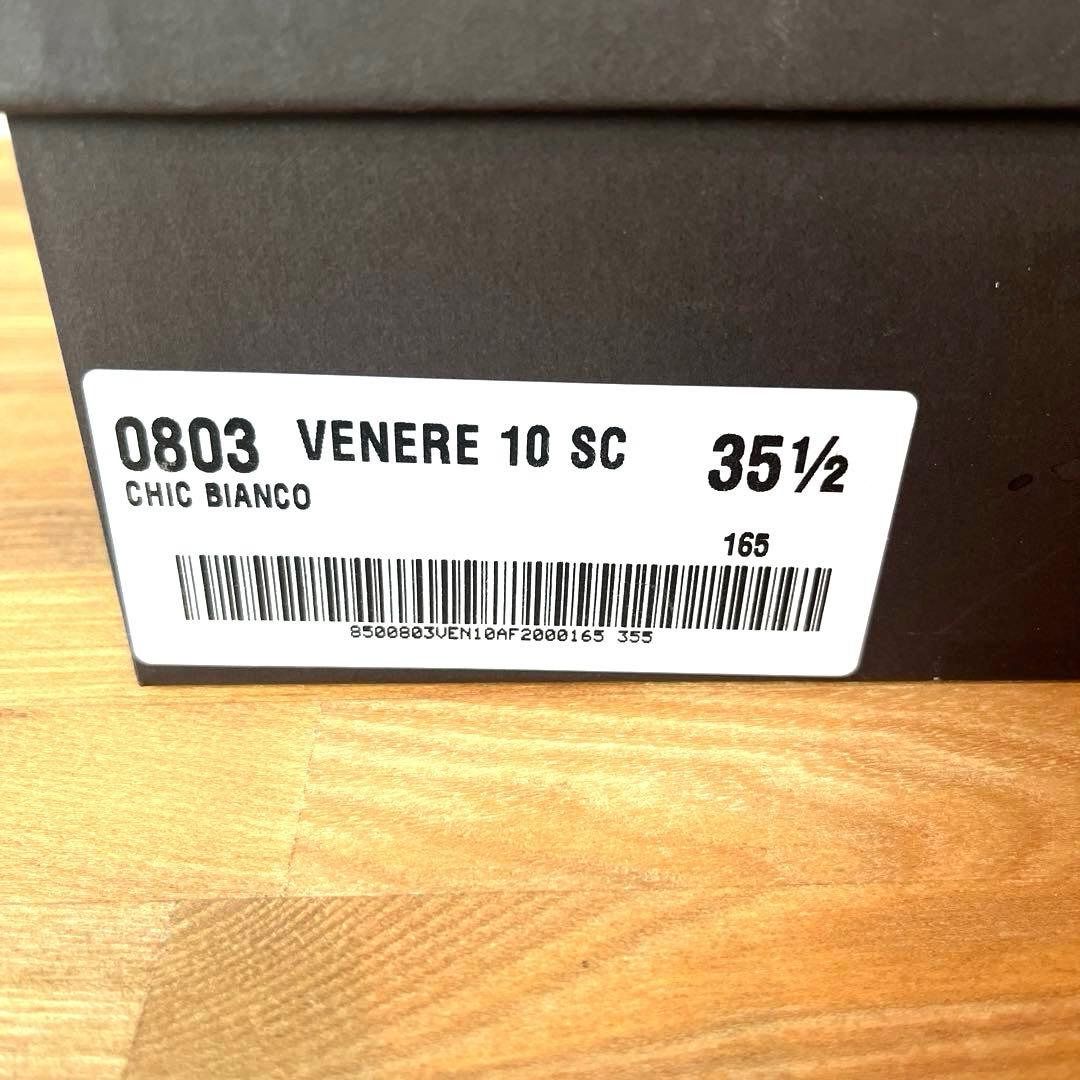 0803 VENERE 10 SC 35½
CHIC BIANCO
165
8500803VEN10AF2000165 355